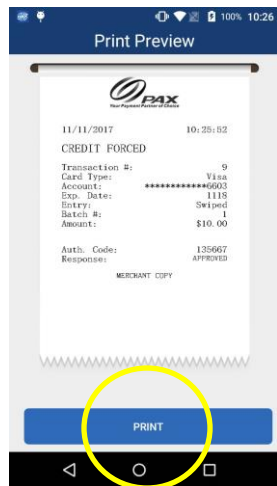 100% 10:26
Print Preview
PAX
Your Payment Partner of Choice
11/11/2017 10:25:52
CREDIT FORCED
Transaction #: 9
Card Type: Visa
Account: ************6603
Exp. Date: 1118
Entry: Swiped
Batch #: 1
Amount: $10.00
Auth. Code: 135667
Response: APPROVED
MERCHANT COPY
PRINT